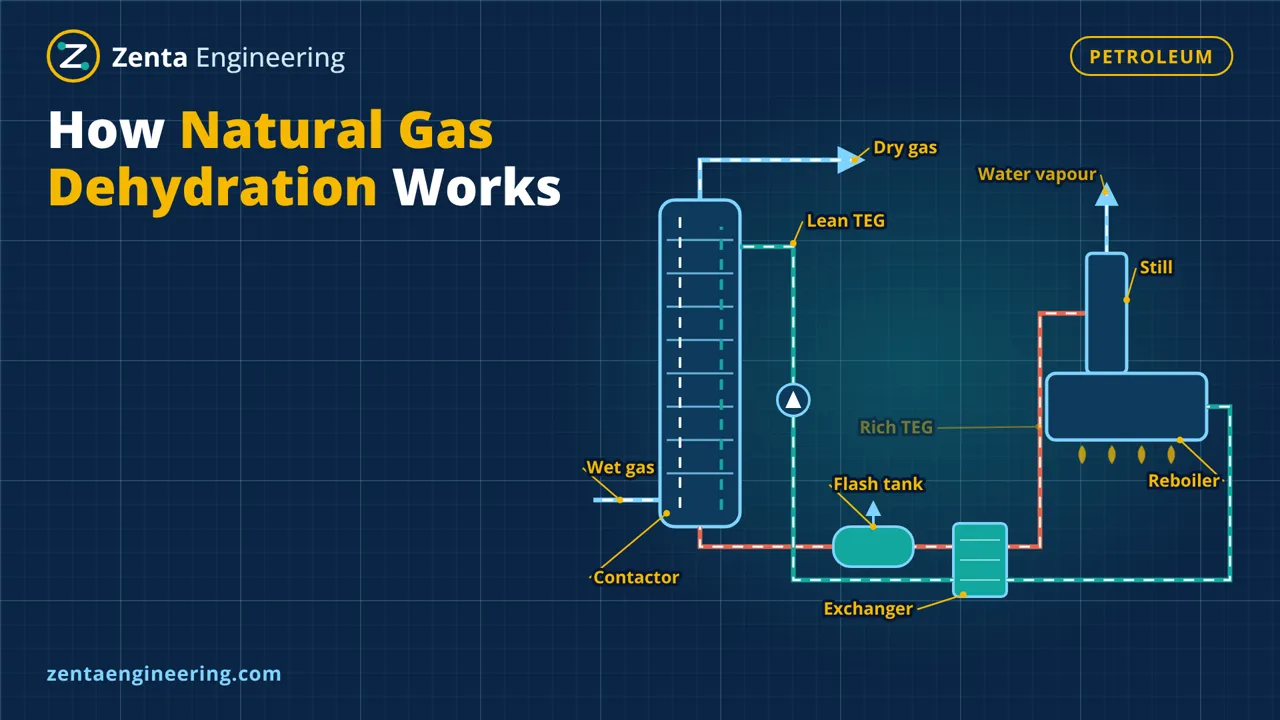 Zenta Engineering
PETROLEUM
How Natural Gas
Dehydration Works
Dry gas
Water vapour
Lean TEG
Still
Rich TEG
Wet gas
Flash tank
Reboiler
Contactor
Exchanger
zentaengineering.com